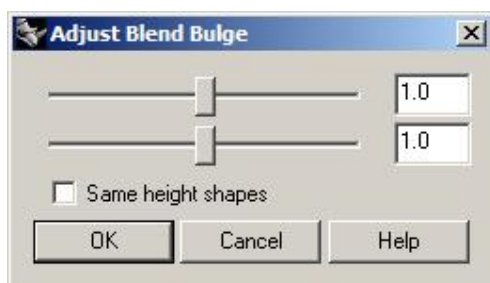 Adjust Blend Bulge
1.0
1.0
Same height shapes
OK Cancel Help